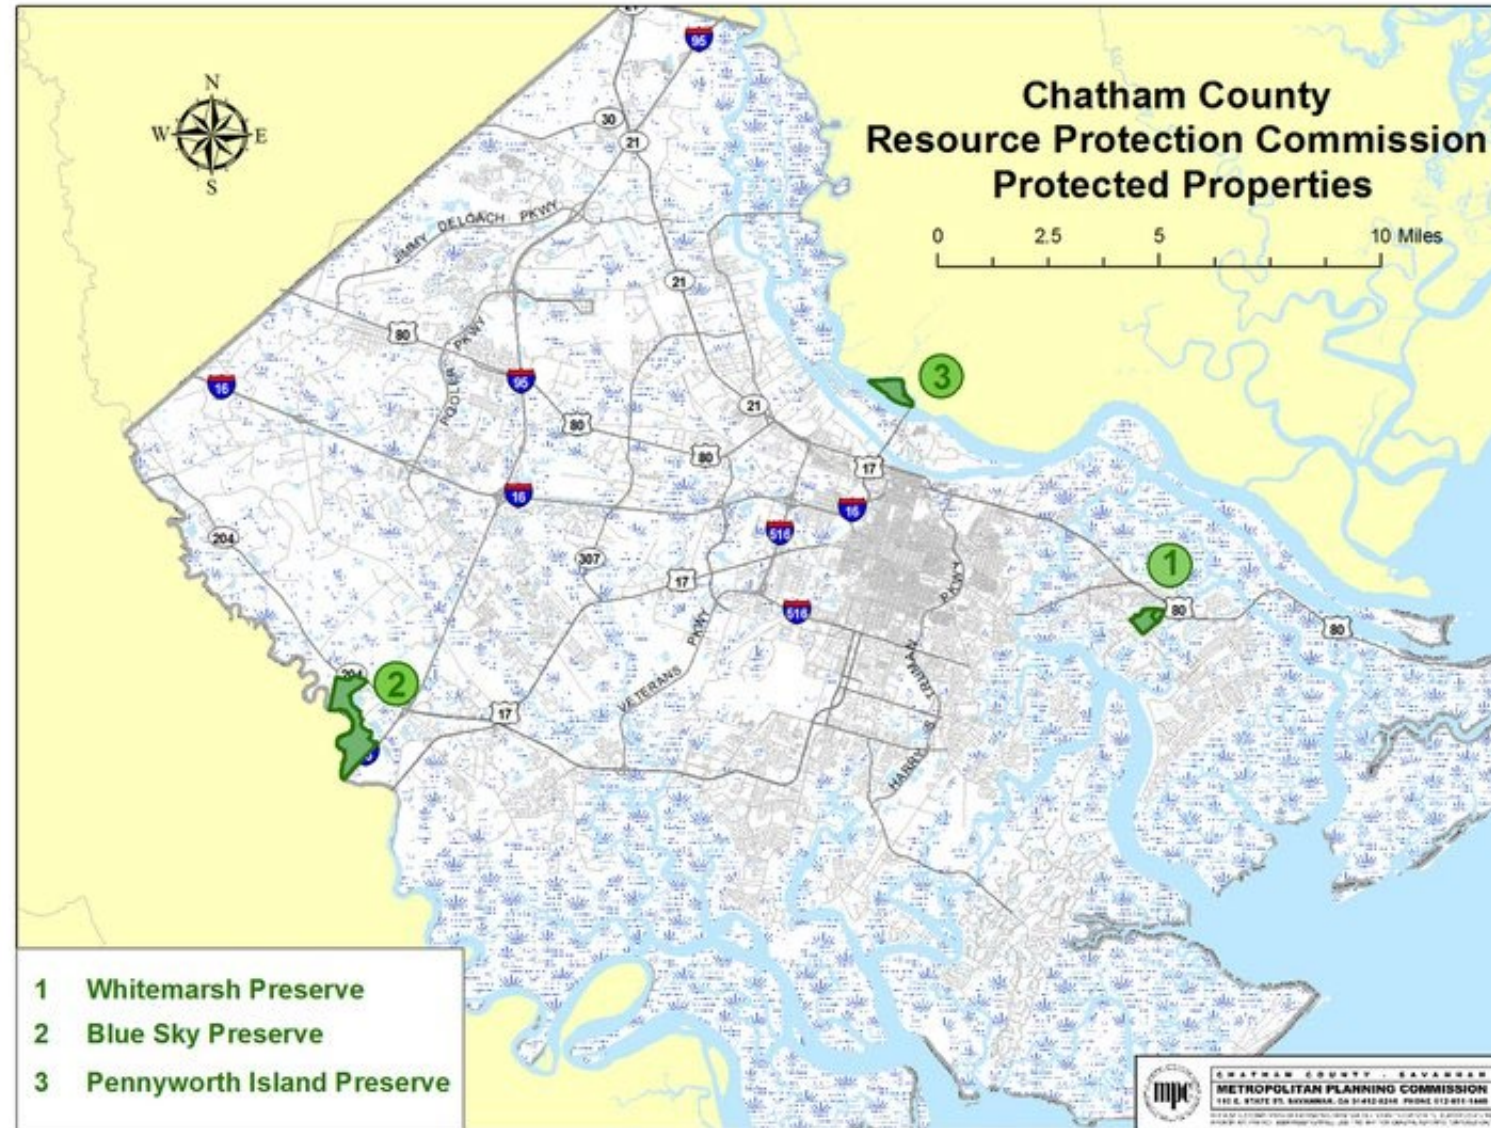 Chatham County
Resource Protection Commission
Protected Properties
0 2.5 5 10 Miles
N
W E
S
21
95
30
21
JIMMY DELOACH PKWY
21
80
POOLER PKWY
16
95
80
21
80
17
16
16
516
204
307
17
PKWY
516
80
80
204
VETERANS PKWY
HARRY S TRUMAN
17
3
1
2
1 Whitemarsh Preserve
2 Blue Sky Preserve
3 Pennyworth Island Preserve
mpc
CHATHAM COUNTY - SAVANNAH
METROPOLITAN PLANNING COMMISSION